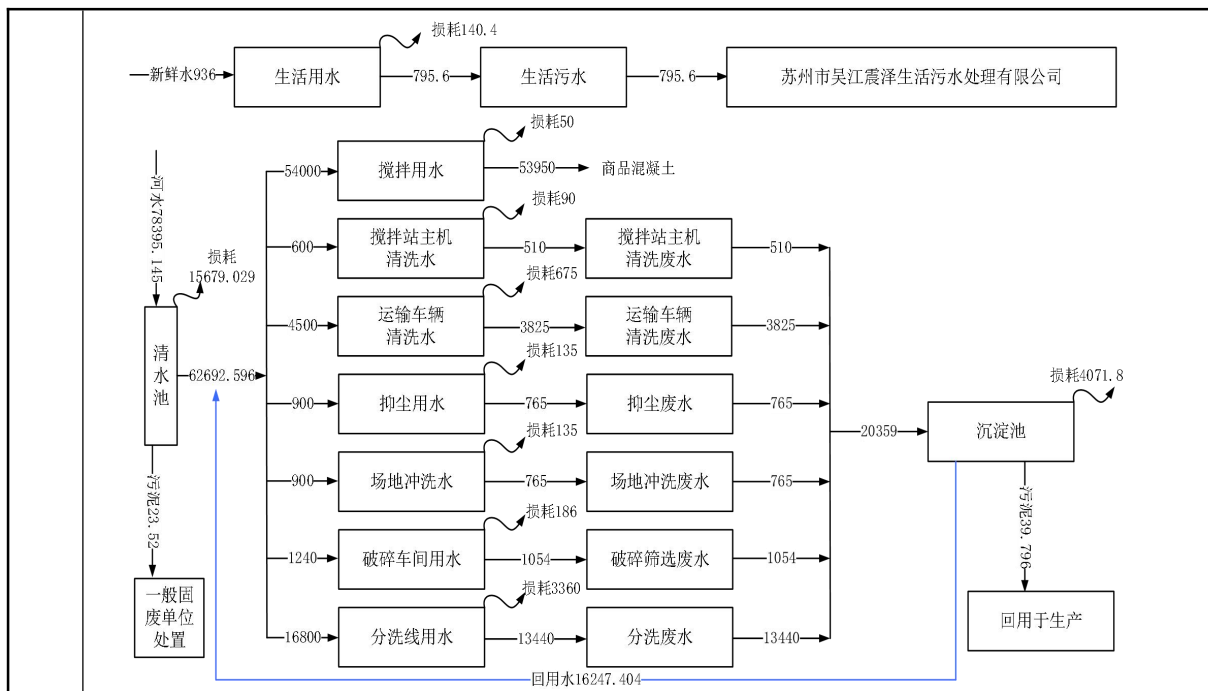 损耗140.4
新鲜水936
生活用水
795.6
生活污水
795.6
苏州市吴江震泽生活污水处理有限公司
损耗50
54000
搅拌用水
53950
商品混凝土
河水78395.145
损耗
15679.029
损耗90
600
搅拌站主机
清洗水
510
搅拌站主机
清洗废水
510
损耗675
4500
运输车辆
清洗水
3825
运输车辆
清洗废水
3825
清水池
62692.596
损耗135
900
抑尘用水
765
抑尘废水
765
20359
沉淀池
损耗4071.8
损耗135
900
场地冲洗水
765
场地冲洗废水
765
污泥23.52
污泥39.796
损耗186
1240
破碎车间用水
1054
破碎筛选废水
1054
一般固
废单位
处置
回用于生产
损耗3360
16800
分洗线用水
13440
分洗废水
13440
回用水16247.404